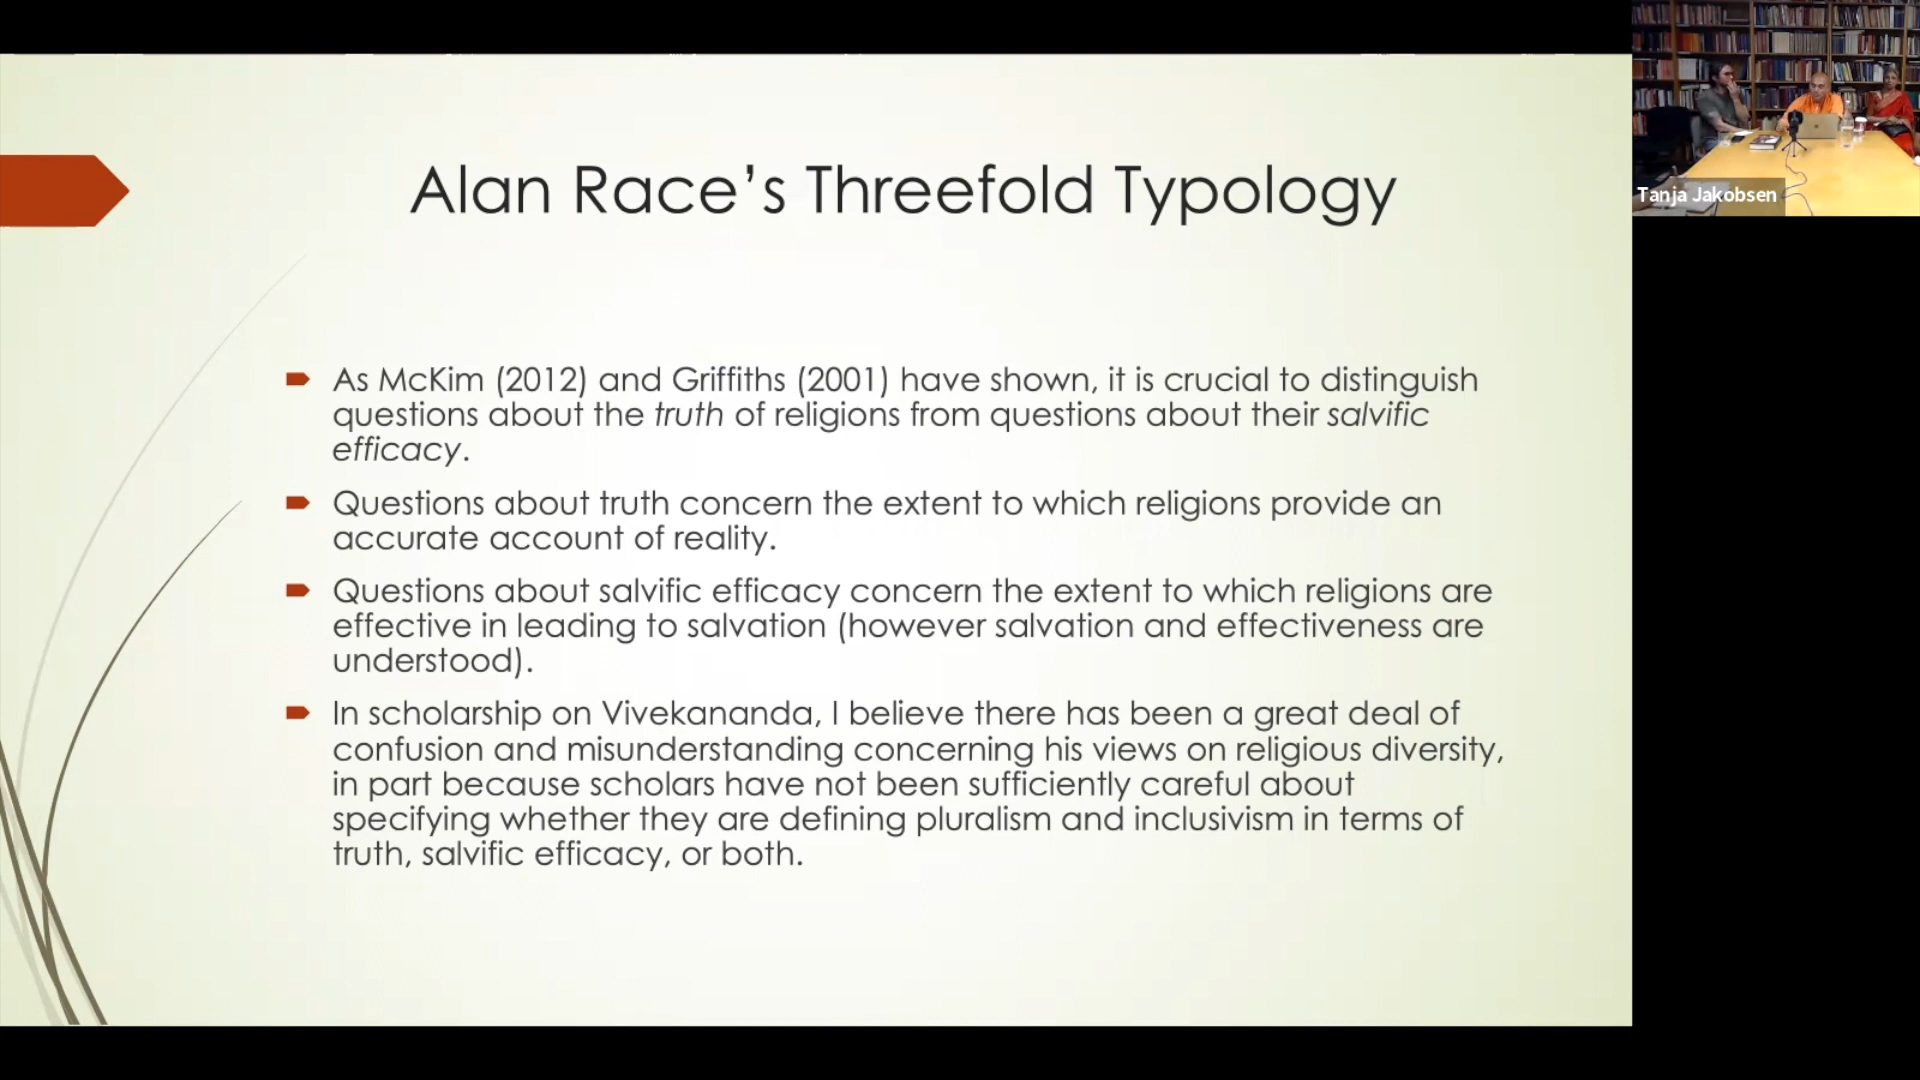 Alan Race’s Threefold Typology
As McKim (2012) and Griffiths (2001) have shown, it is crucial to distinguish
questions about the truth of religions from questions about their salvific
efficacy.
Questions about truth concern the extent to which religions provide an
accurate account of reality.
Questions about salvific efficacy concern the extent to which religions are
effective in leading to salvation (however salvation and effectiveness are
understood).
In scholarship on Vivekananda, I believe there has been a great deal of
confusion and misunderstanding concerning his views on religious diversity,
in part because scholars have not been sufficiently careful about
specifying whether they are defining pluralism and inclusivism in terms of
truth, salvific efficacy, or both.
Tanja Jakobsen